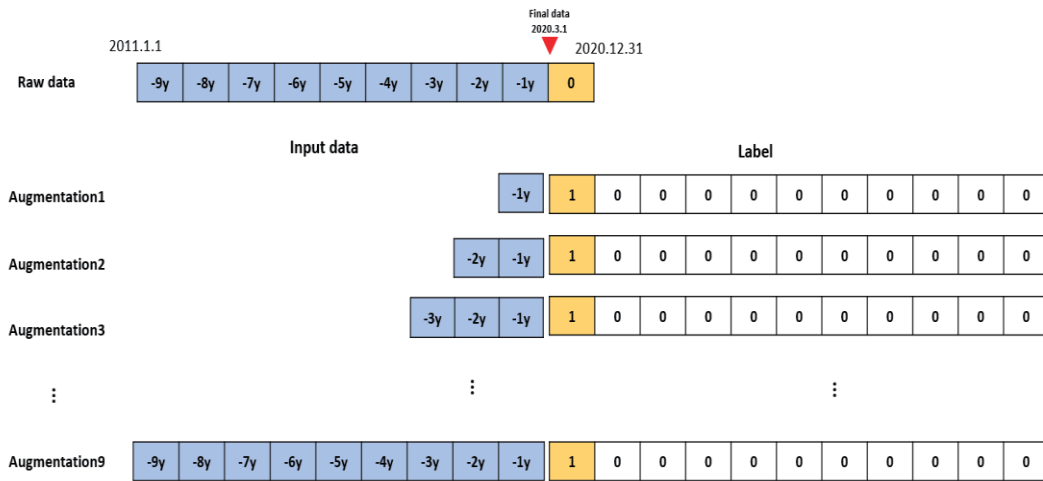 Final data
2020.3.1
2011.1.1 2020.12.31
Raw data -9y -8y -7y -6y -5y -4y -3y -2y -1y 0
Input data Label
Augmentation1 -1y 1 0 0 0 0 0 0 0 0 0 0
Augmentation2 -2y -1y 1 0 0 0 0 0 0 0 0 0 0
Augmentation3 -3y -2y -1y 1 0 0 0 0 0 0 0 0 0 0
⋮ ⋮ ⋮
Augmentation9 -9y -8y -7y -6y -5y -4y -3y -2y -1y 1 0 0 0 0 0 0 0 0 0 0